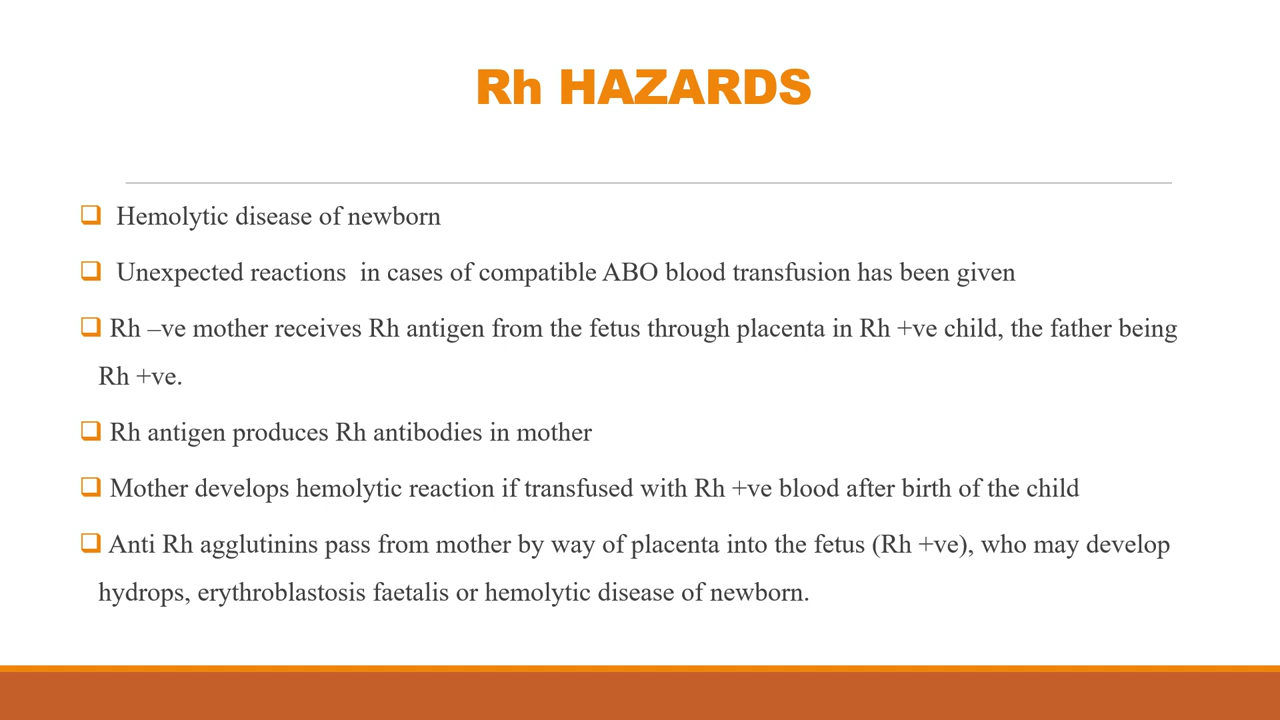 Rh HAZARDS
Hemolytic disease of newborn
Unexpected reactions  in cases of compatible ABO blood transfusion has been given
Rh –ve mother receives Rh antigen from the fetus through placenta in Rh +ve child, the father being
Rh +ve.
Rh antigen produces Rh antibodies in mother
Mother develops hemolytic reaction if transfused with Rh +ve blood after birth of the child
Anti Rh agglutinins pass from mother by way of placenta into the fetus (Rh +ve), who may develop
hydrops, erythroblastosis faetalis or hemolytic disease of newborn.